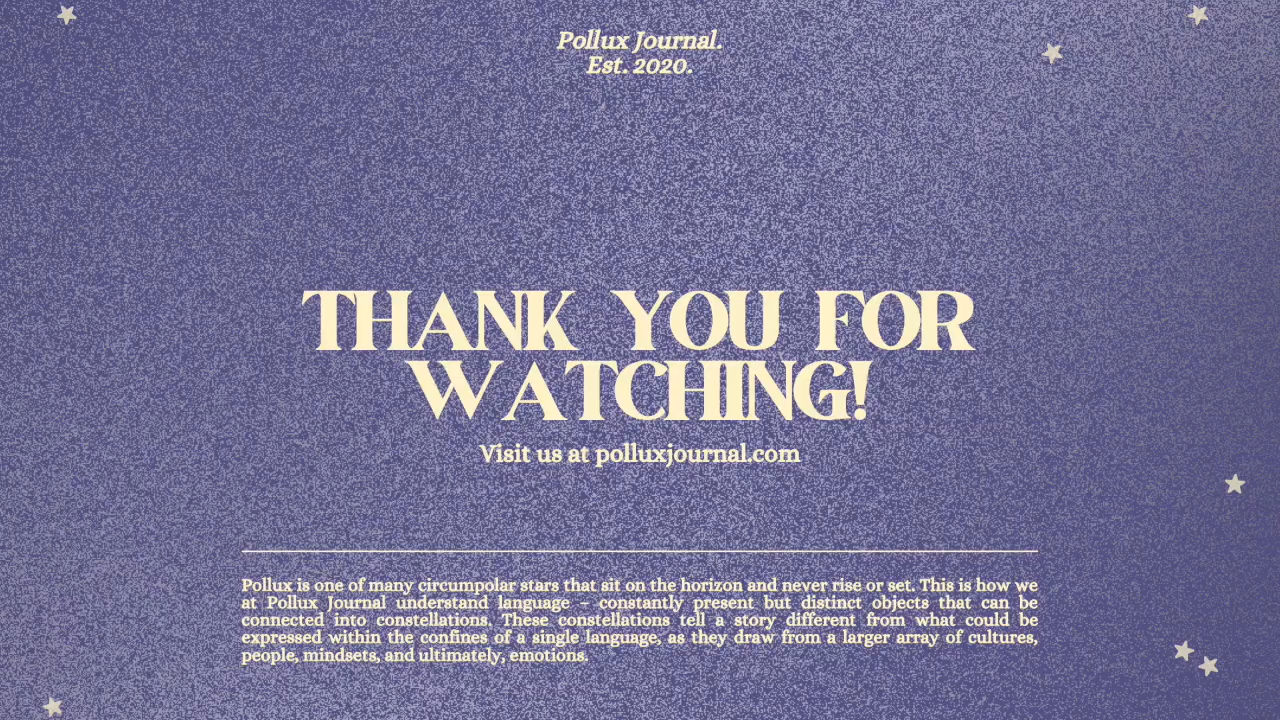 Pollux Journal.
Est. 2020.
THANK YOU FOR
WATCHING!
Visit us at polluxjournal.com
Pollux is one of many circumpolar stars that sit on the horizon and never rise or set. This is how we
at Pollux Journal understand language – constantly present but distinct objects that can be
connected into constellations. These constellations tell a story different from what could be
expressed within the confines of a single language, as they draw from a larger array of cultures,
people, mindsets, and ultimately, emotions.